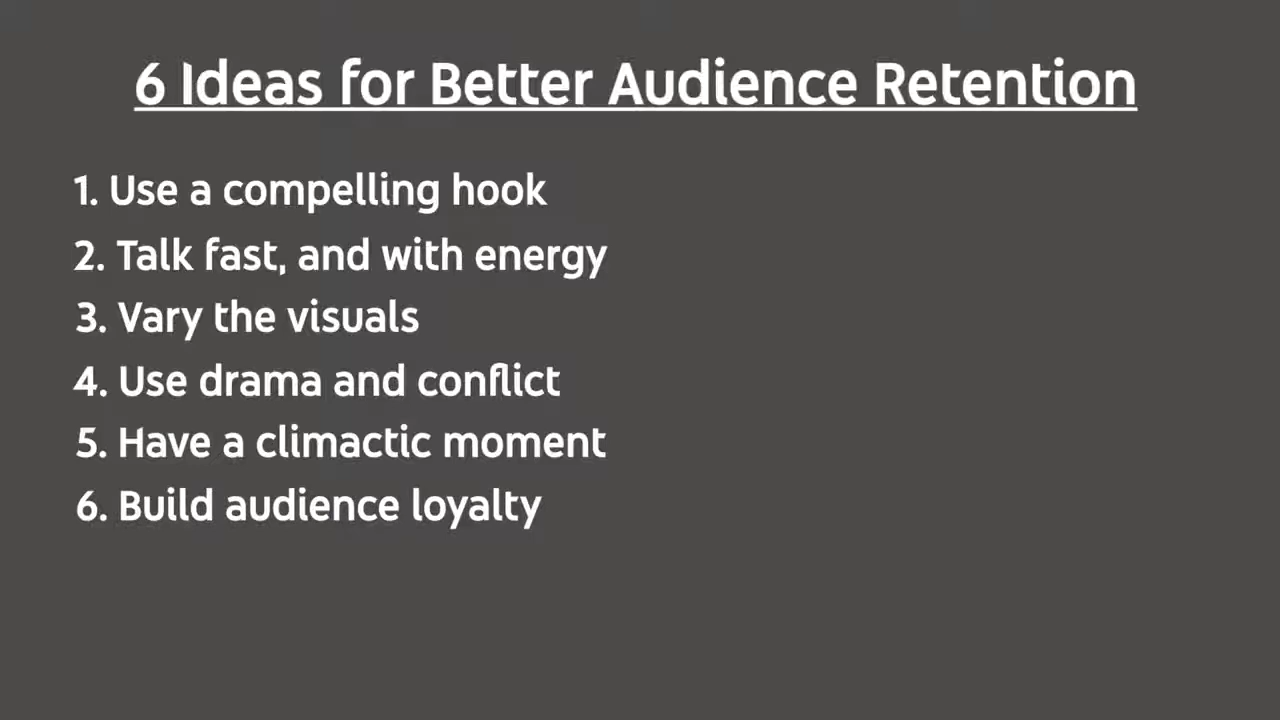 6 Ideas for Better Audience Retention
1. Use a compelling hook
2. Talk fast, and with energy
3. Vary the visuals
4. Use drama and conflict
5. Have a climactic moment
6. Build audience loyalty